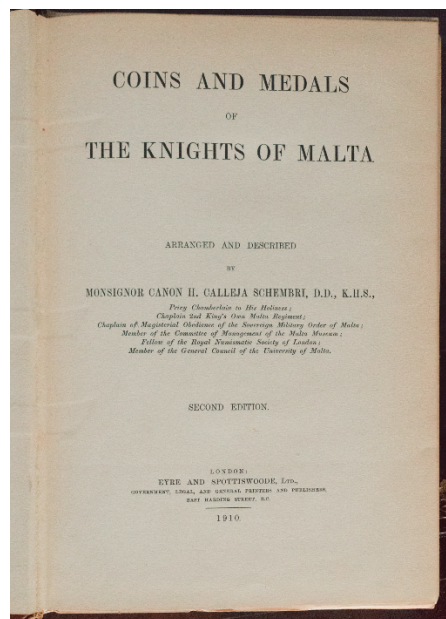 COINS AND MEDALS
OF
THE KNIGHTS OF MALTA
ARRANGED AND DESCRIBED
BY
MONSIGNOR CANON H. CALLEJA SCHEMBRI, D.D., K.H.S.,
Privy Chamberlain to His Holiness;
Chaplain 2nd King's Own Malta Regiment;
Chaplain of Magisterial Obedience of the Sovereign Military Order of Malta;
Member of the Committee of Management of the Malta Museum;
Fellow of the Royal Numismatic Society of London;
Member of the General Council of the University of Malta.
SECOND EDITION.
LONDON:
EYRE AND SPOTTISWOODE, LTD.,
GOVERNMENT, LEGAL, AND GENERAL PRINTERS AND PUBLISHERS,
EAST HARDING STREET, E.C.
1910